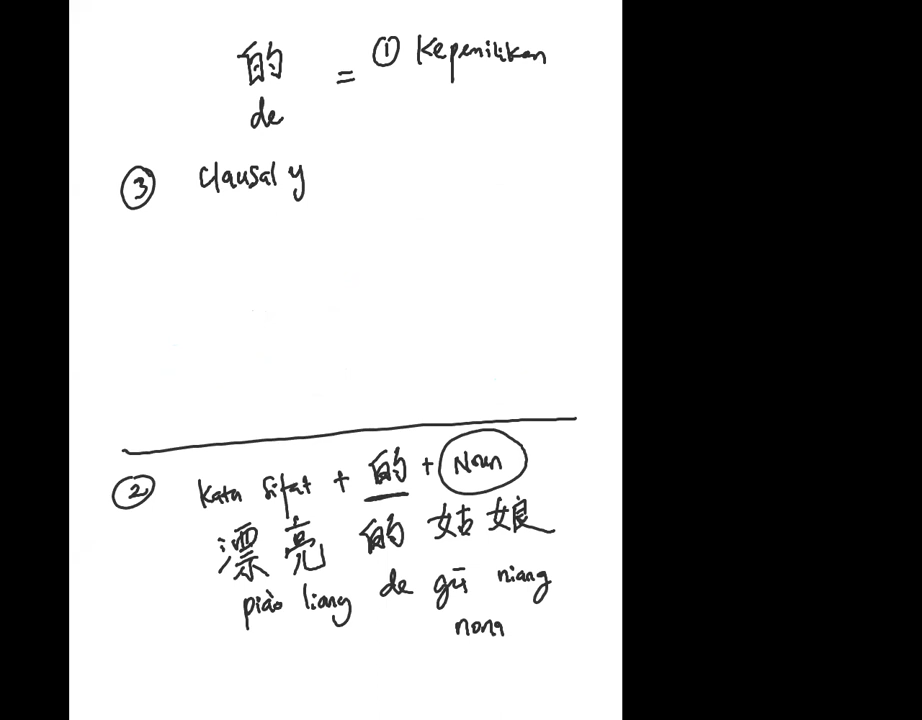 的 = ① Kepemilikan
de
③ Clausal y
② Kata Sifat + 的 + Noun
漂亮 的 姑娘
piào liang de gū niang
nona